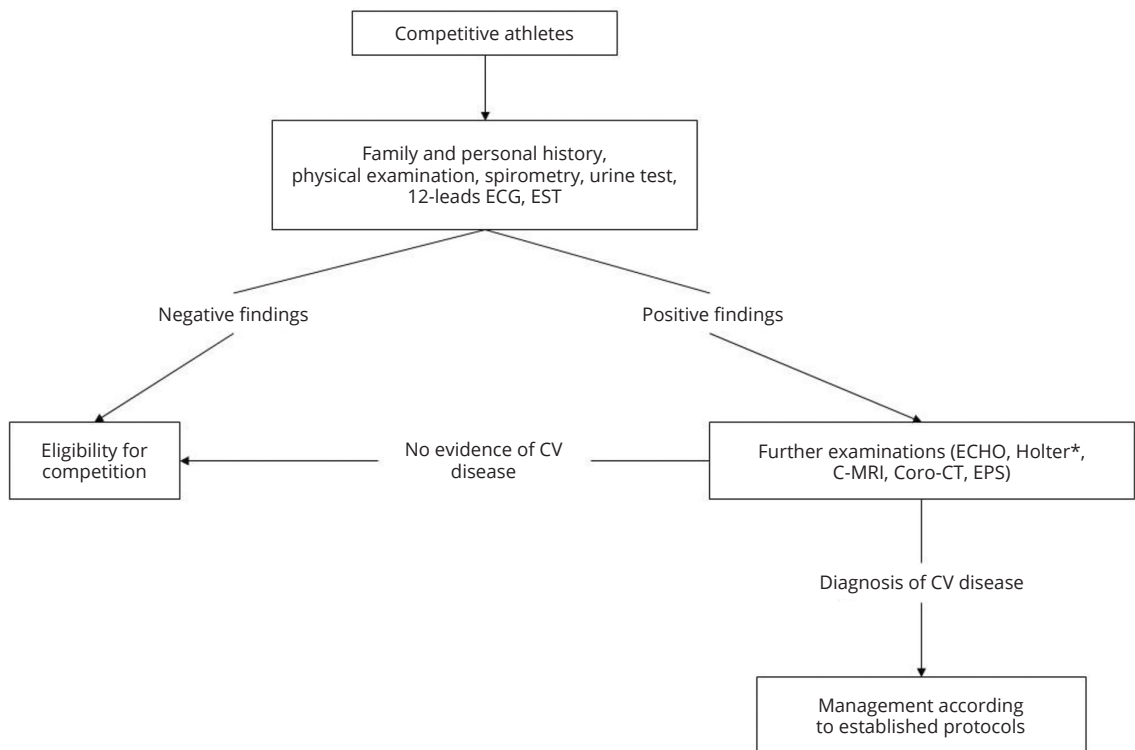 Competitive athletes
Family and personal history,
physical examination, spirometry, urine test,
12-leads ECG, EST
Negative findings
Positive findings
Eligibility for
competition
No evidence of CV
disease
Further examinations (ECHO, Holter*,
C-MRI, Coro-CT, EPS)
Diagnosis of CV disease
Management according
to established protocols